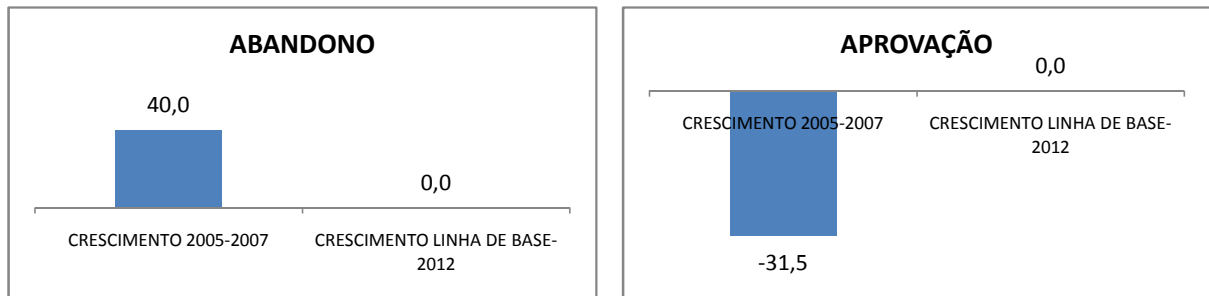 ABANDONO
40,0
0,0
CRESCIMENTO 2005-2007
CRESCIMENTO LINHA DE BASE-
2012
APROVAÇÃO
0,0
CRESCIMENTO 2005-2007
CRESCIMENTO LINHA DE BASE-
2012
-31,5